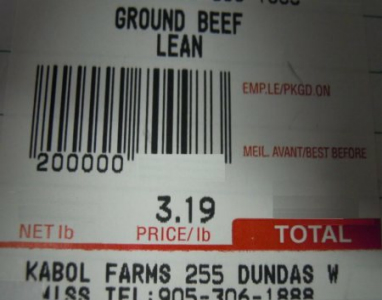 GROUND BEEF
LEAN
EMP.LE/PKGD.ON
200000
MEIL. AVANT/BEST BEFORE
3.19
NET lb PRICE/lb TOTAL
KABOL FARMS 255 DUNDAS W
TEL:905-306-1888